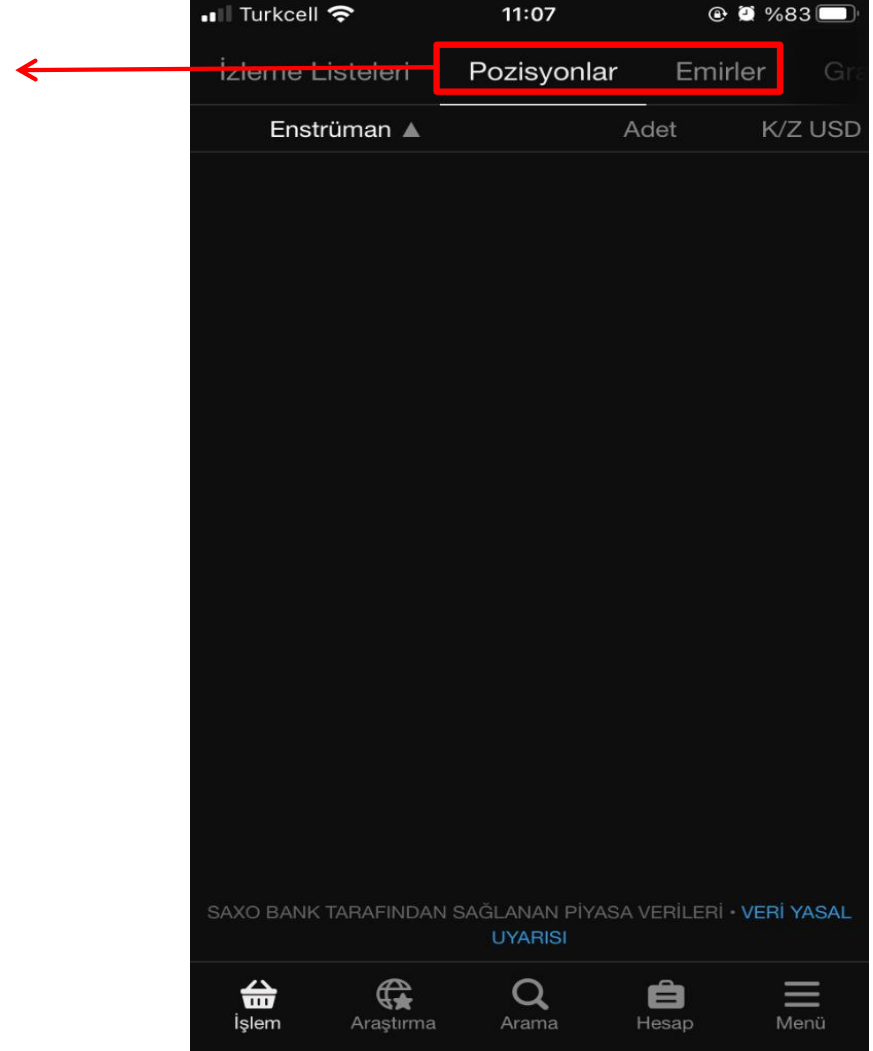 Turkcell 11:07 %83
İzleme Listeleri Pozisyonlar Emirler Gra
Enstrüman ▲ Adet K/Z USD
SAXO BANK TARAFINDAN SAĞLANAN PİYASA VERİLERİ • VERİ YASAL
UYARISI
İşlem Araştırma Arama Hesap Menü